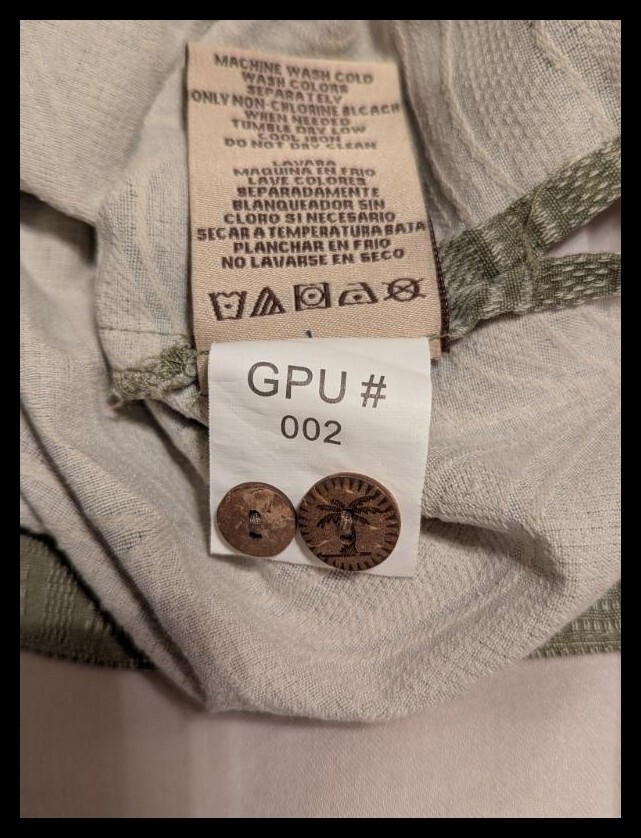 MACHINE WASH COLD
WASH COLORS
SEPARATELY
ONLY NON-CHLORINE BLEACH
WHEN NEEDED
TUMBLE DRY LOW
COOL IRON
DO NOT DRY CLEAN
LAVARA
MAQUINA EN FRIO
LAVE COLORES
SEPARADAMENTE
BLANQUEADOR SIN
CLORO SI NECESARIO
SECAR A TEMPERATURA BAJA
PLANCHAR EN FRIO
NO LAVARSE EN SECO
GPU #
002